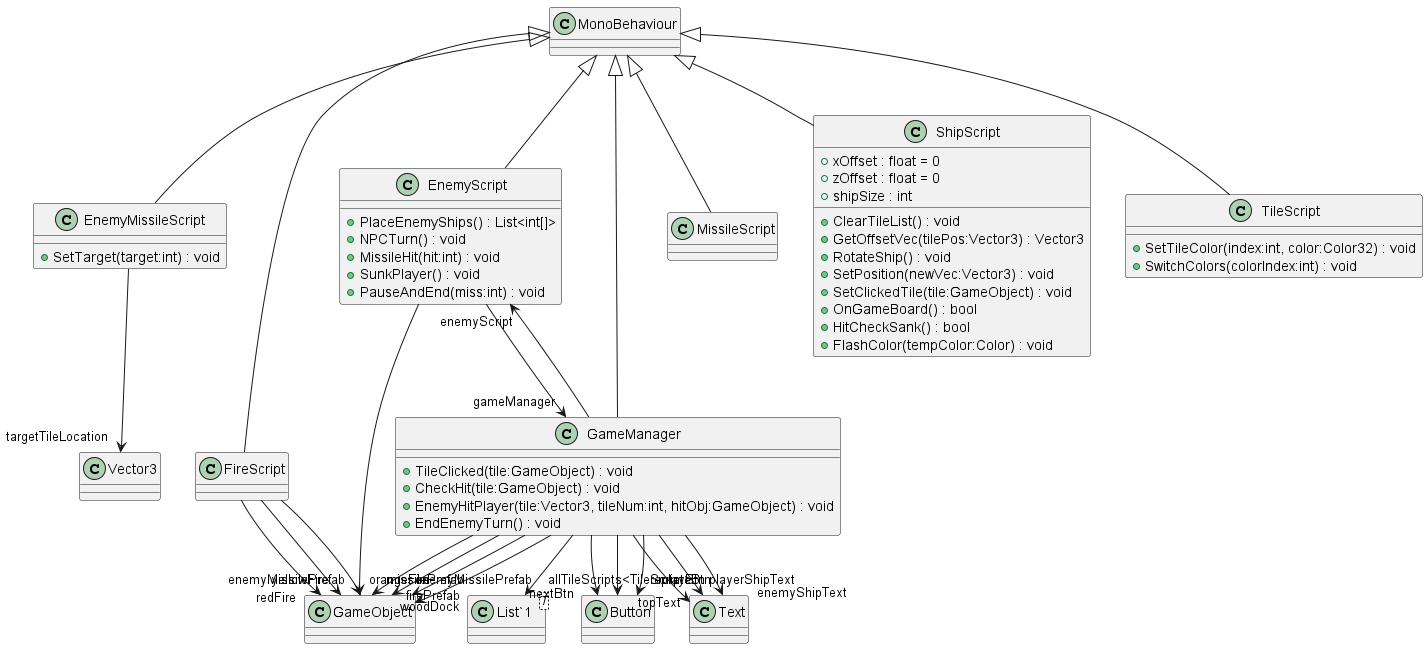 MonoBehaviour
ShipScript
xOffset : float = 0
zOffset : float = 0
shipSize : int
ClearTileList() : void
GetOffsetVec(tilePos:Vector3) : Vector3
RotateShip() : void
SetPosition(newVec:Vector3) : void
SetClickedTile(tile:GameObject) : void
OnGameBoard() : bool
HitCheckSank() : bool
FlashColor(tempColor:Color) : void
EnemyScript
PlaceEnemyShips() : List<int[]>
NPCTurn() : void
MissileHit(hit:int) : void
SunkPlayer() : void
PauseAndEnd(miss:int) : void
EnemyMissileScript
SetTarget(target:int) : void
MissileScript
TileScript
SetTileColor(index:int, color:Color32) : void
SwitchColors(colorIndex:int) : void
enemyScript
gameManager
targetTileLocation
GameManager
TileClicked(tile:GameObject) : void
CheckHit(tile:GameObject) : void
EnemyHitPlayer(tile:Vector3, tileNum:int, hitObj:GameObject) : void
EndEnemyTurn() : void
Vector3
FireScript
redFire
firePrefab
woodDock
nextBtn
topText
playerShipText
enemyShipText
GameObject
List`1
Button
Text